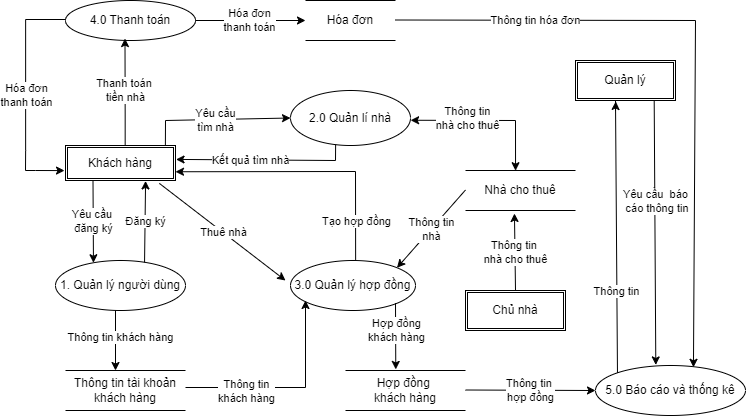 4.0 Thanh toán
Hóa đơn
thanh toán
Hóa đơn
Thông tin hóa đơn
Hóa đơn
thanh toán
Thanh toán
tiền nhà
Quản lý
Yêu cầu
tìm nhà
2.0 Quản lí nhà
Thông tin
nhà cho thuê
Khách hàng
Kết quả tìm nhà
Nhà cho thuê
Yêu cầu báo
cáo thông tin
Yêu cầu
đăng ký
Đăng ký
Thuê nhà
Tạo hợp đồng
Thông tin
nhà
Thông tin
nhà cho thuê
1. Quản lý người dùng
3.0 Quản lý hợp đồng
Thông tin
Chủ nhà
Thông tin khách hàng
Hợp đồng
khách hàng
Thông tin tài khoản
khách hàng
Thông tin
khách hàng
Hợp đồng
khách hàng
Thông tin
hợp đồng
5.0 Báo cáo và thống kê